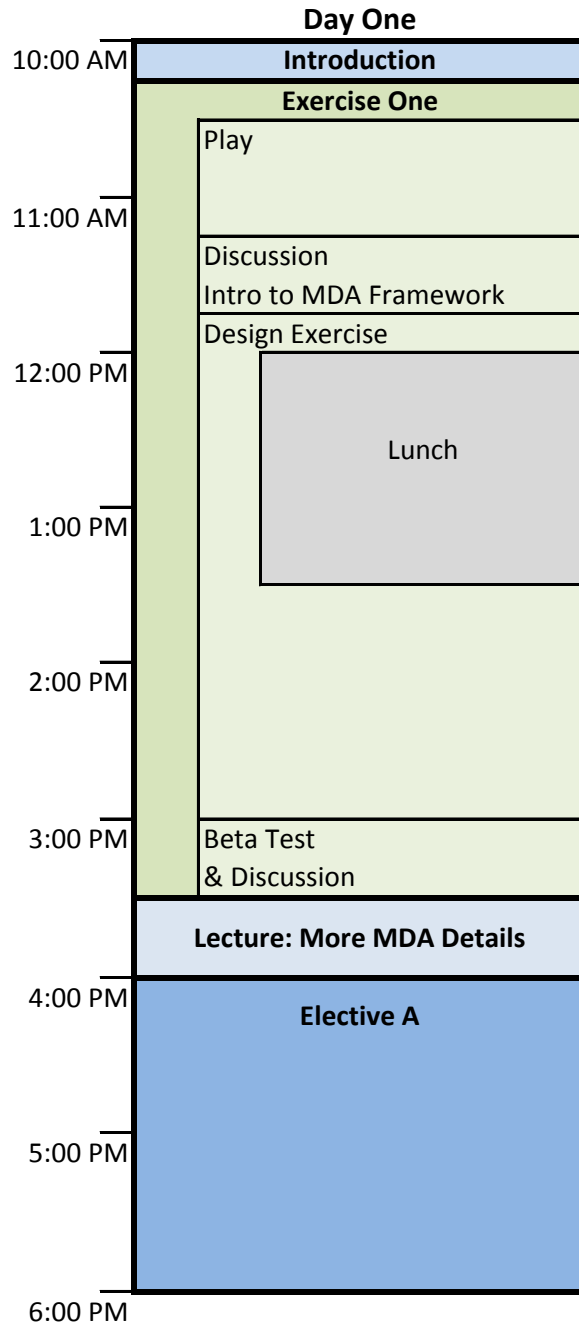 Day One
10:00 AM
Introduction
Exercise One
Play
11:00 AM
Discussion
Intro to MDA Framework
Design Exercise
12:00 PM
Lunch
1:00 PM
2:00 PM
3:00 PM
Beta Test
& Discussion
Lecture: More MDA Details
4:00 PM
Elective A
5:00 PM
6:00 PM